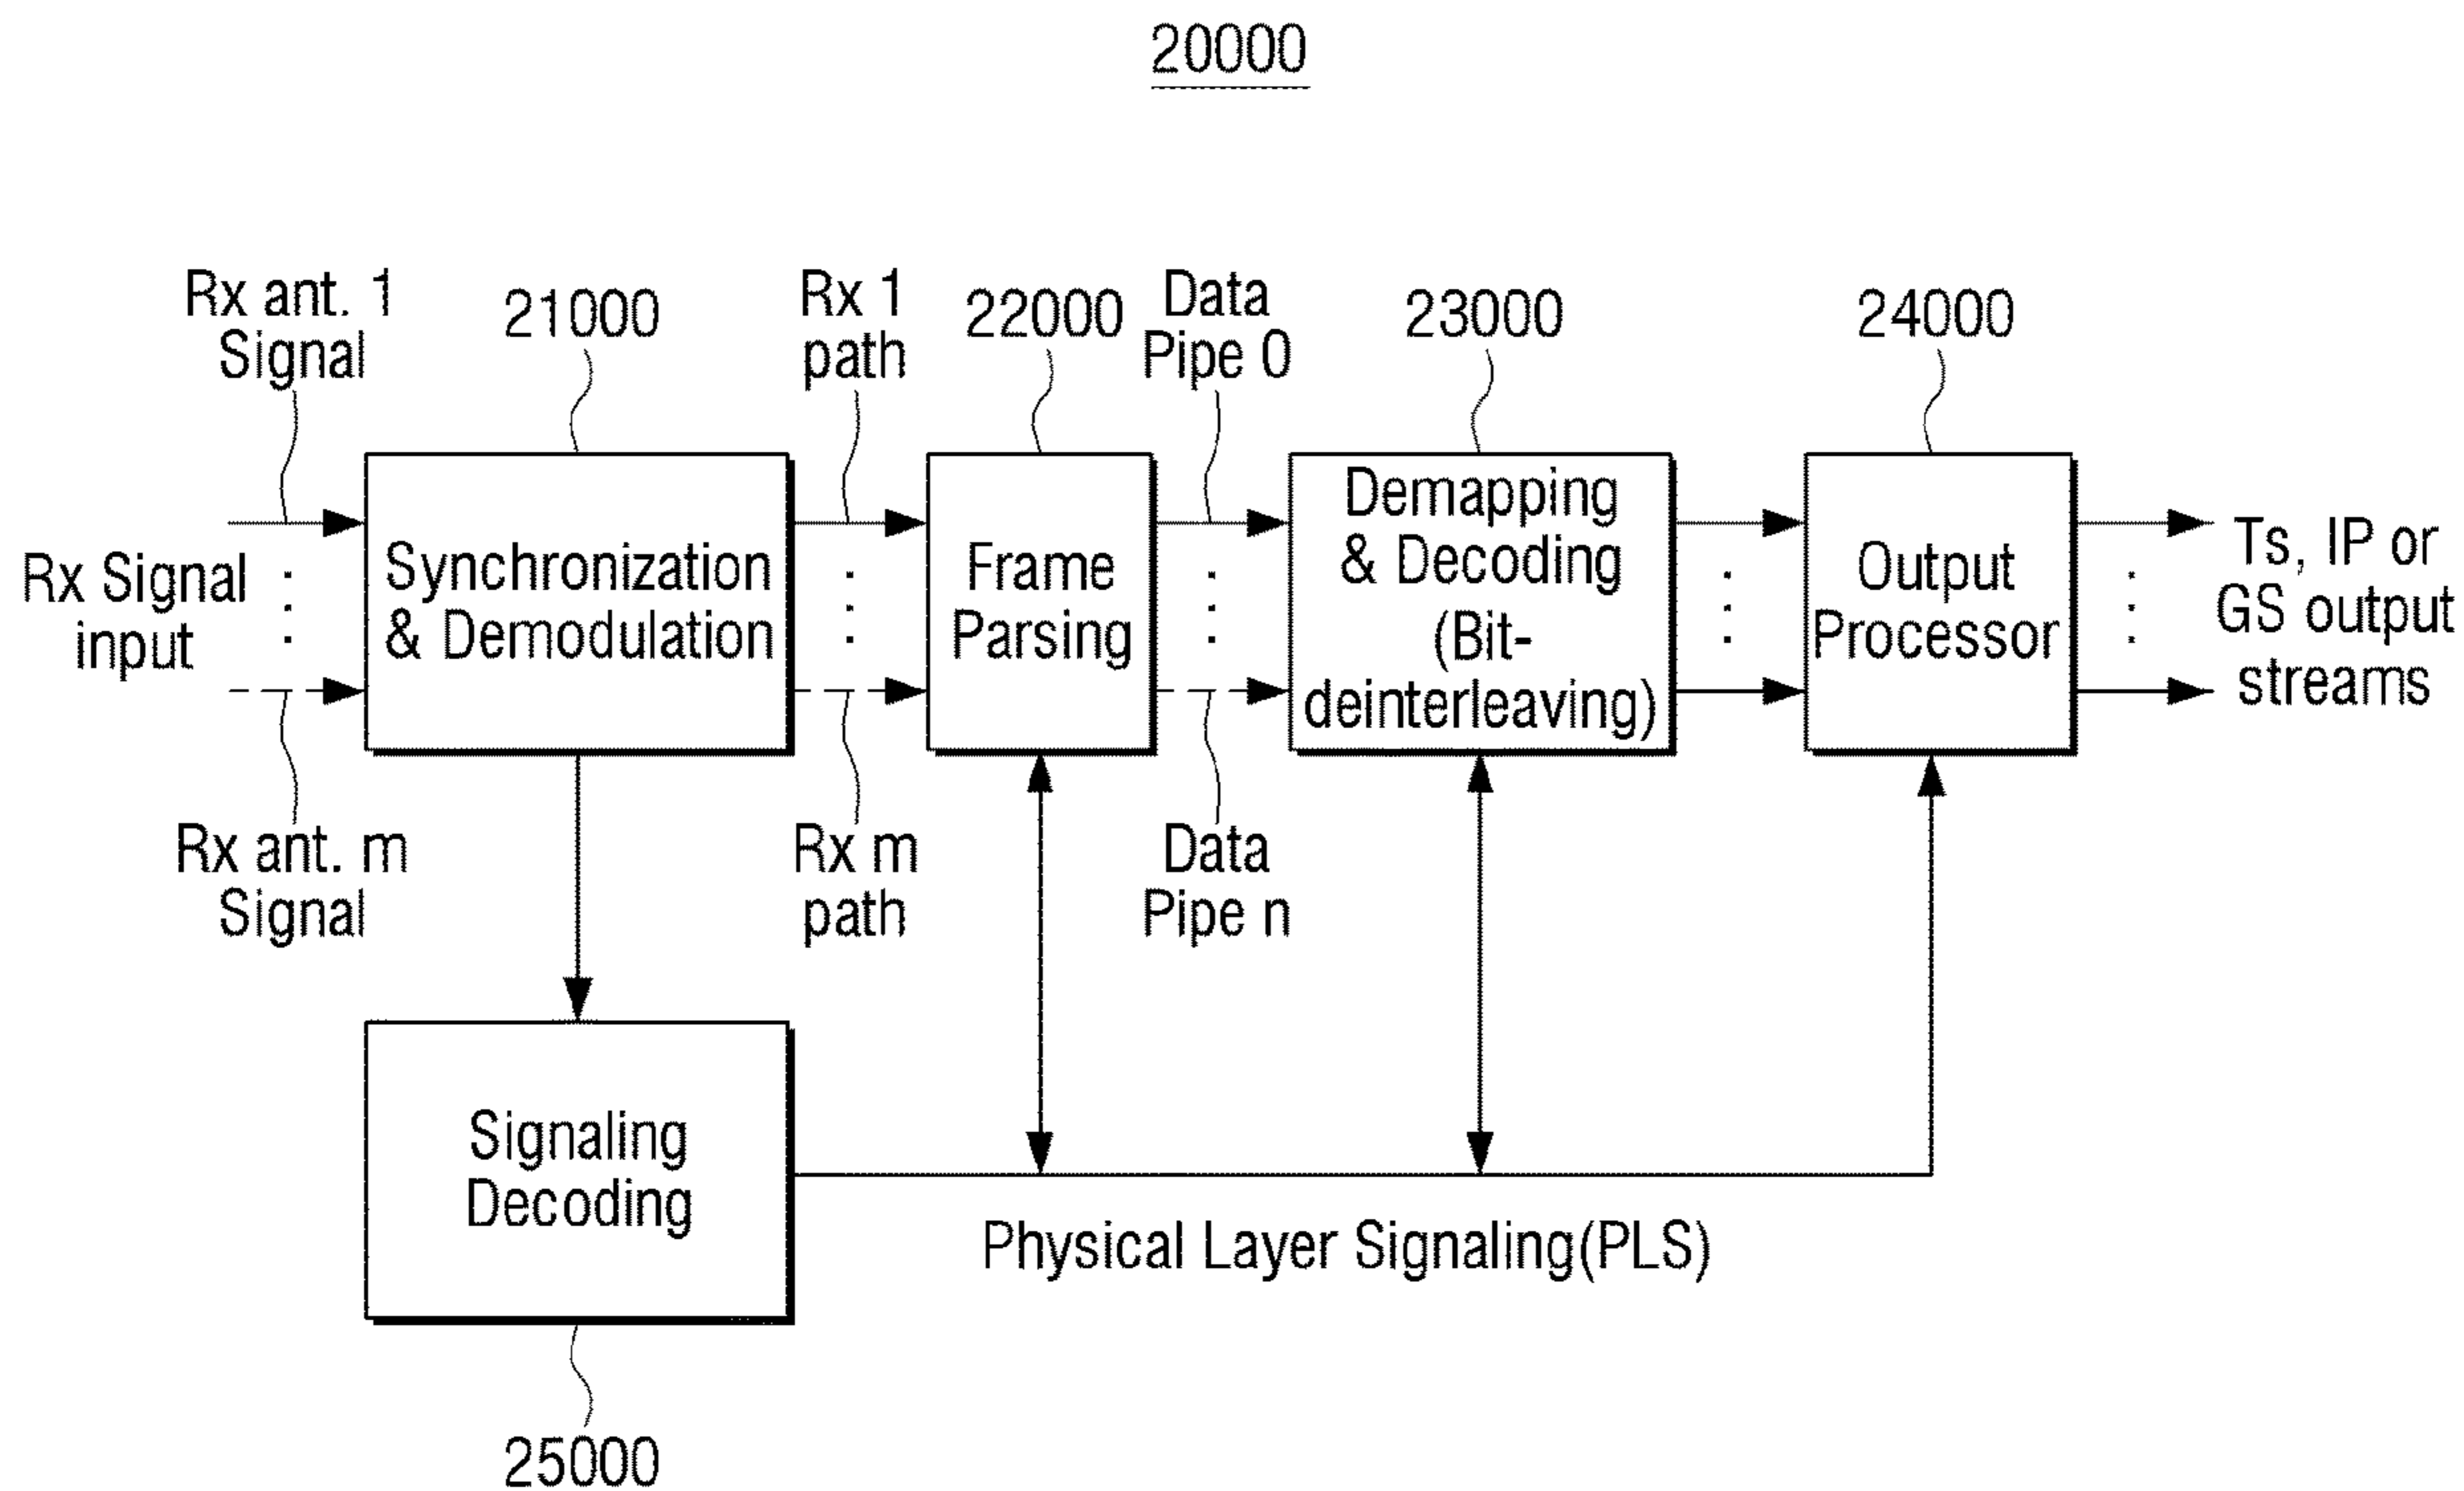 20000
Rx ant. 1
Signal
21000
Rx 1
path
22000
Data
Pipe 0
23000
24000
Rx Signal
input
Synchronization
& Demodulation
Frame
Parsing
Demapping
& Decoding
(Bit-
deinterleaving)
Output
Processor
Ts, IP or
GS output
streams
Rx ant. m
Signal
Rx m
path
Data
Pipe n
Signaling
Decoding
Physical Layer Signaling(PLS)
25000